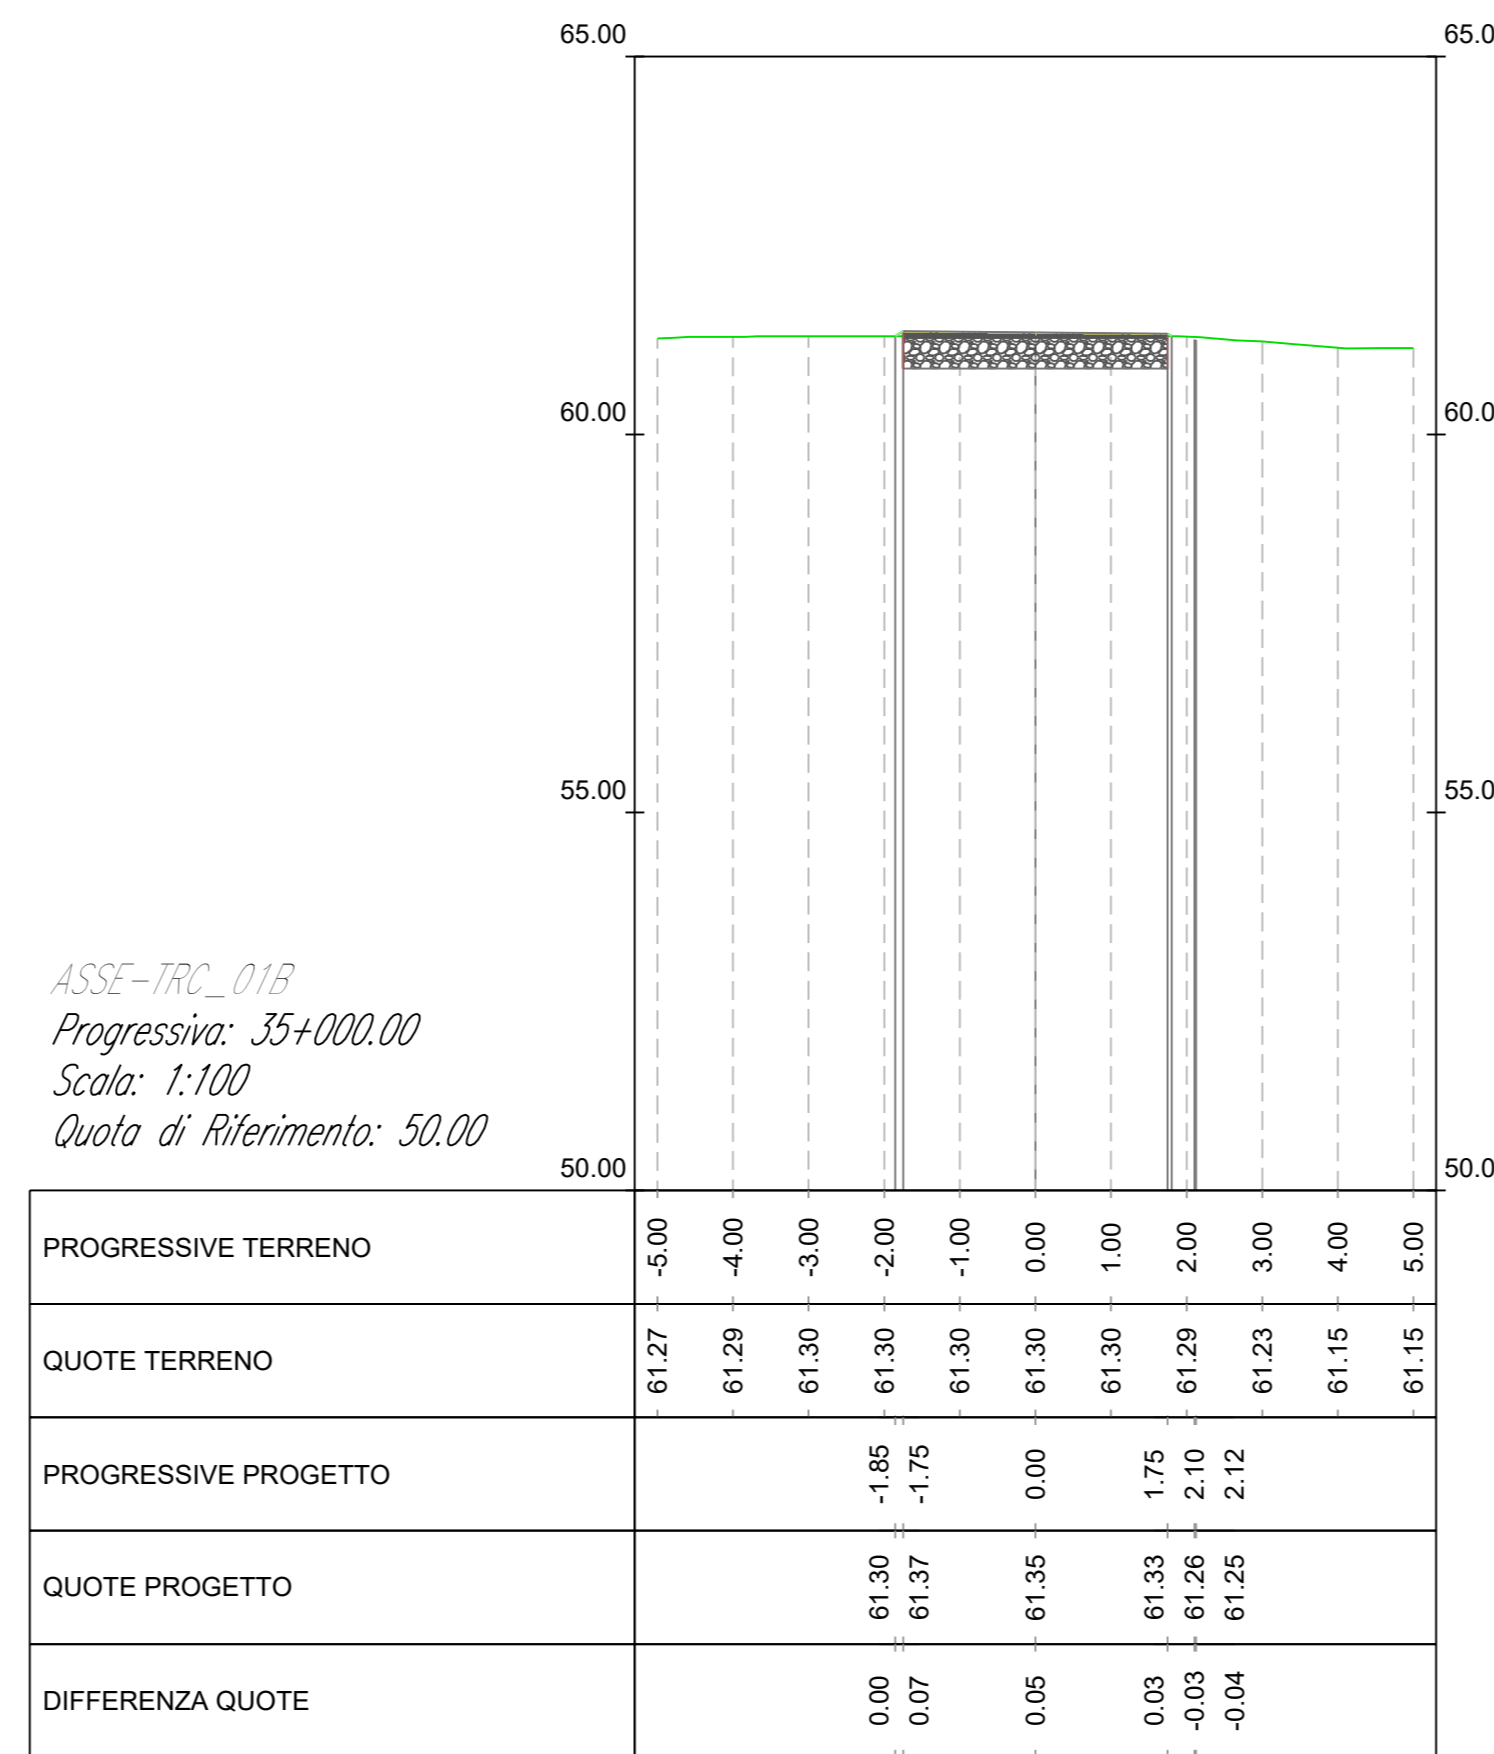 65.00 65.0
60.00 60.0
55.00 55.0
ASSE-TRC_01B
Progressiva: 35+000.00
Scala: 1:100
Quota di Riferimento: 50.00
50.00 50.0
PROGRESSIVE TERRENO -5.00 -4.00 -3.00 -2.00 -1.00 0.00 1.00 2.00 3.00 4.00 5.00
QUOTE TERRENO 61.27 61.29 61.30 61.30 61.30 61.30 61.30 61.29 61.23 61.15 61.15
PROGRESSIVE PROGETTO -1.85 -1.75 0.00 1.75 2.10 2.12
QUOTE PROGETTO 61.30 61.37 61.35 61.33 61.26 61.25
DIFFERENZA QUOTE 0.00 0.07 0.05 0.03 -0.03 -0.04